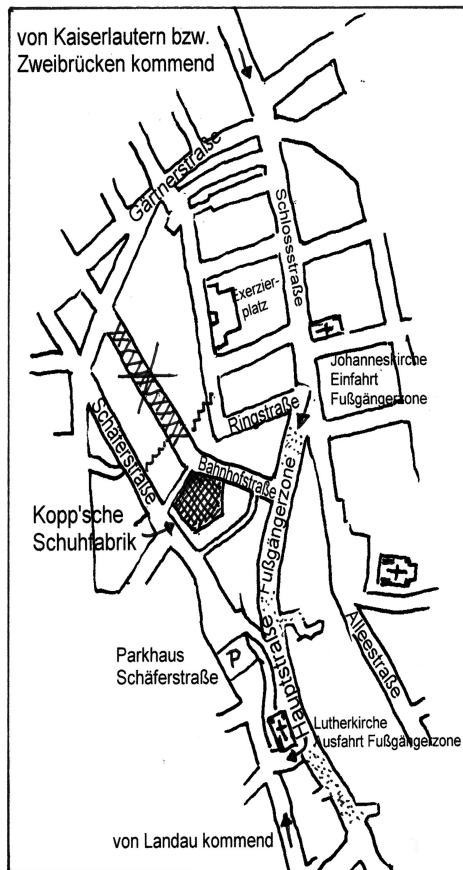 von Kaiserlautern bzw.
Zweibrücken kommend
Gärtnerstraße
Schlossstraße
Exerzier-
platz
Johanneskirche
Einfahrt
Fußgängerzone
Ringstraße
Schäferstraße
Bahnhofstraße
Fußgängerzone
Kopp'sche
Schuhfabrik
Hauptstraße
Alleestraße
Parkhaus
Schäferstraße
P
Lutherkirche
Ausfahrt Fußgängerzone
von Landau kommend